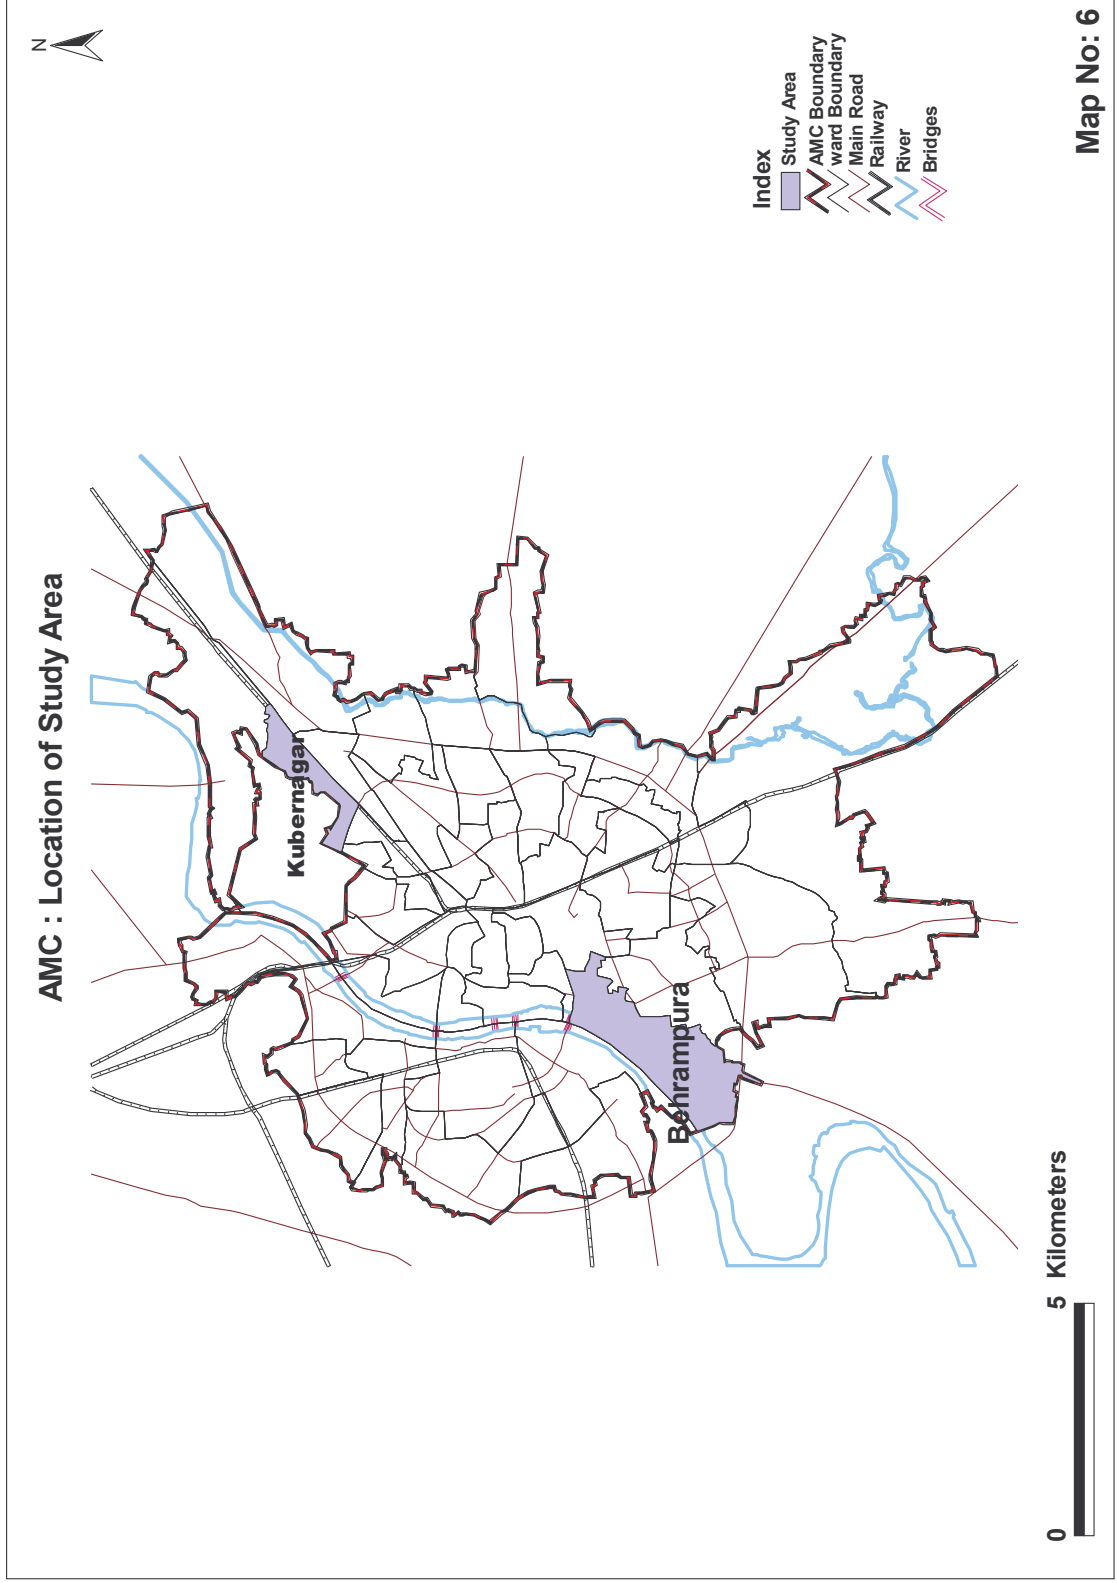 AMC : Location of Study Area
N
Kubernagar
Behrampura
Index
Study Area
AMC Boundary
ward Boundary
Main Road
Railway
River
Bridges
0 5 Kilometers
Map No: 6